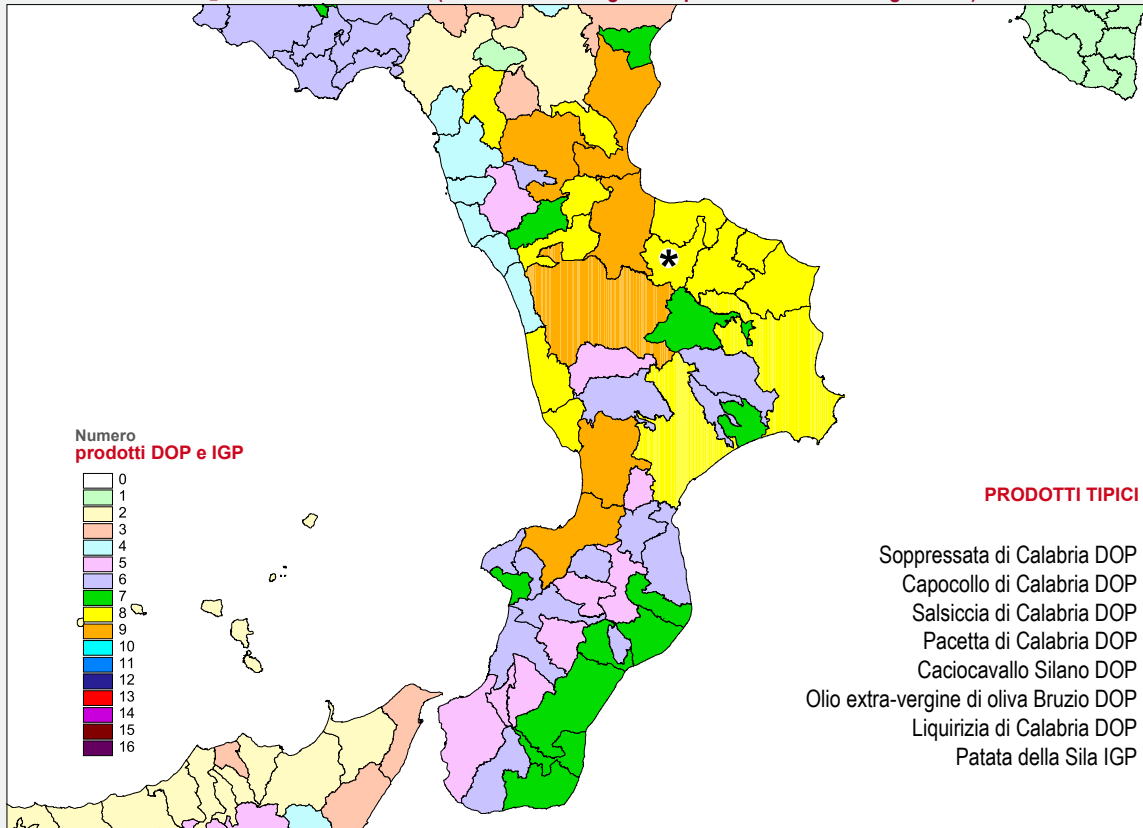 Numero
prodotti DOP e IGP
0
1
2
3
4
5
6
7
8
9
10
11
12
13
14
15
16
*
PRODOTTI TIPICI
Soppressata di Calabria DOP
Capocollo di Calabria DOP
Salsiccia di Calabria DOP
Pacetta di Calabria DOP
Caciocavallo Silano DOP
Olio extra-vergine di oliva Bruzio DOP
Liquirizia di Calabria DOP
Patata della Sila IGP